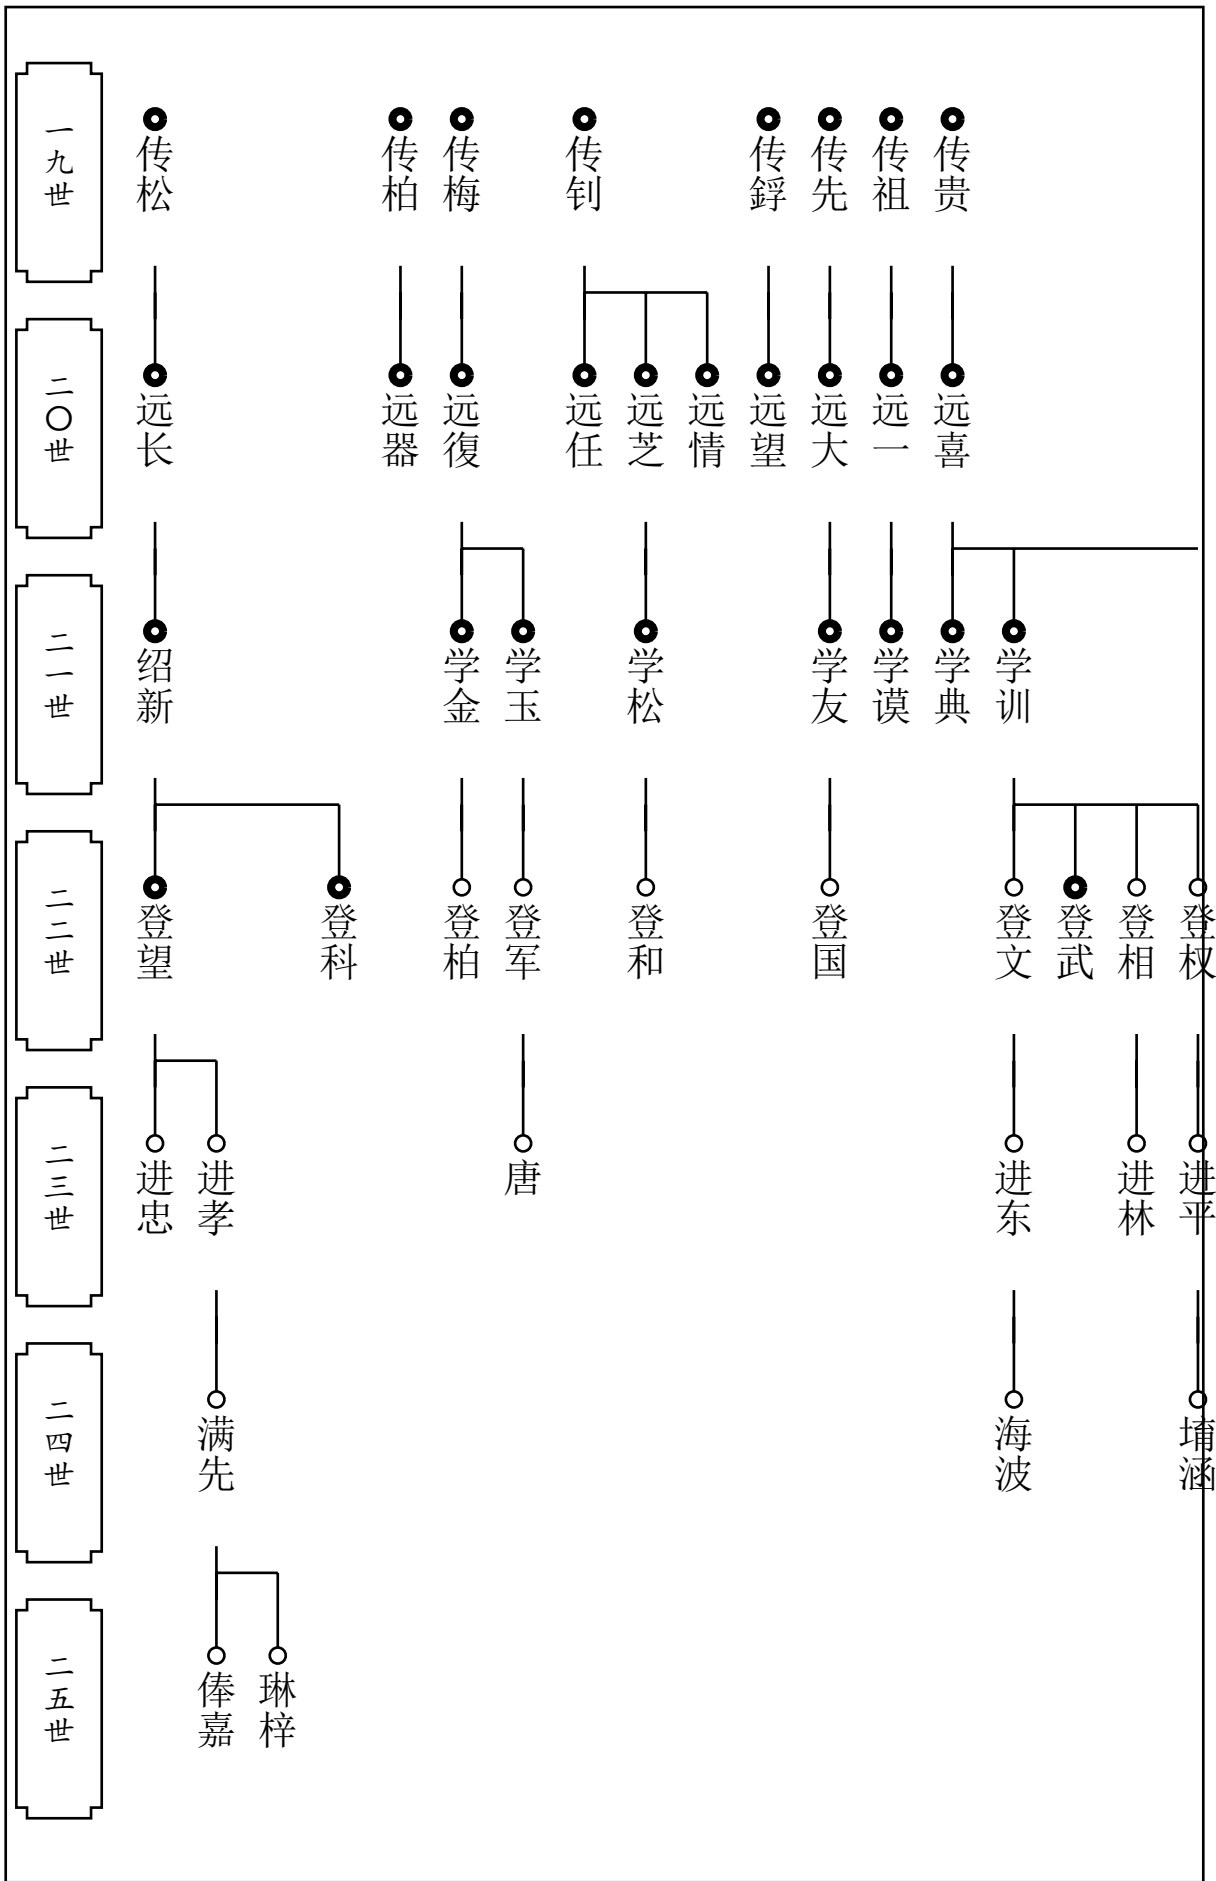 一九世
传松
传柏
传梅
传钊
传鋢
传先
传祖
传贵
二〇世
远长
远器
远復
远任
远芝
远情
远望
远大
远一
远喜
二一世
绍新
学金
学玉
学松
学友
学谟
学典
学训
二二世
登望
登科
登柏
登军
登和
登国
登文
登武
登相
登权
二三世
进忠
进孝
唐
进东
进林
进平
二四世
满先
海波
埔涵
二五世
俸嘉
琳梓